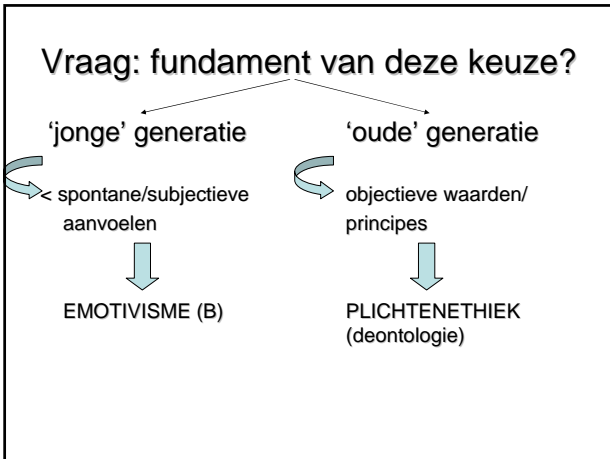 Vraag: fundament van deze keuze?
‘jonge’ generatie
< spontane/subjectieve
aanvoelen
EMOTIVISME (B)
‘oude’ generatie
objectieve waarden/
principes
PLICHTENETHIEK
(deontologie)